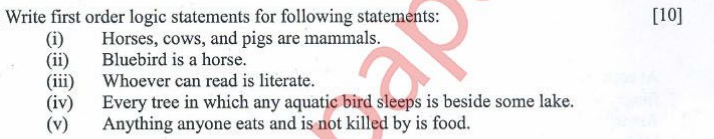 Write first order logic statements for following statements: [10]
(i) Horses, cows, and pigs are mammals.
(ii) Bluebird is a horse.
(iii) Whoever can read is literate.
(iv) Every tree in which any aquatic bird sleeps is beside some lake.
(v) Anything anyone eats and is not killed by is food.